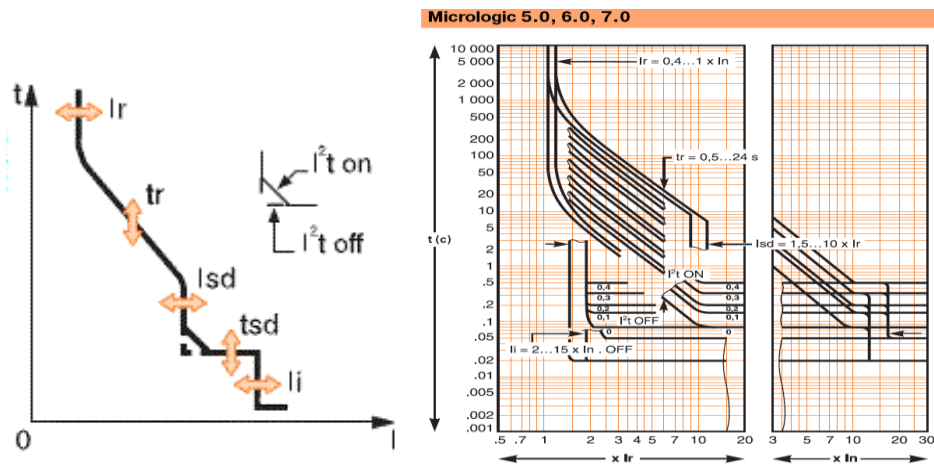 Micrologic 5.0, 6.0, 7.0
t
Ir
I²t on
tr
I²t off
Isd
tsd
Ii
0
I
10 000
5 000
2 000
1 000
500
200
100
50
20
10
5
2
1
.5
.2
.1
.05
.02
.01
.005
.002
.001
t (c)
Ir = 0,4...1 x In
tr = 0,5...24 s
Isd = 1,5...10 x Ir
I²t ON
0,4
0,3
0,2
0,1
0
I²t OFF
0,4
0,3
0,2
0,1
0
Ii = 2...15 x In . OFF
.5 .7 1 2 3 4 5 7 10 20
x Ir
3 5 7 10 20 30
x In